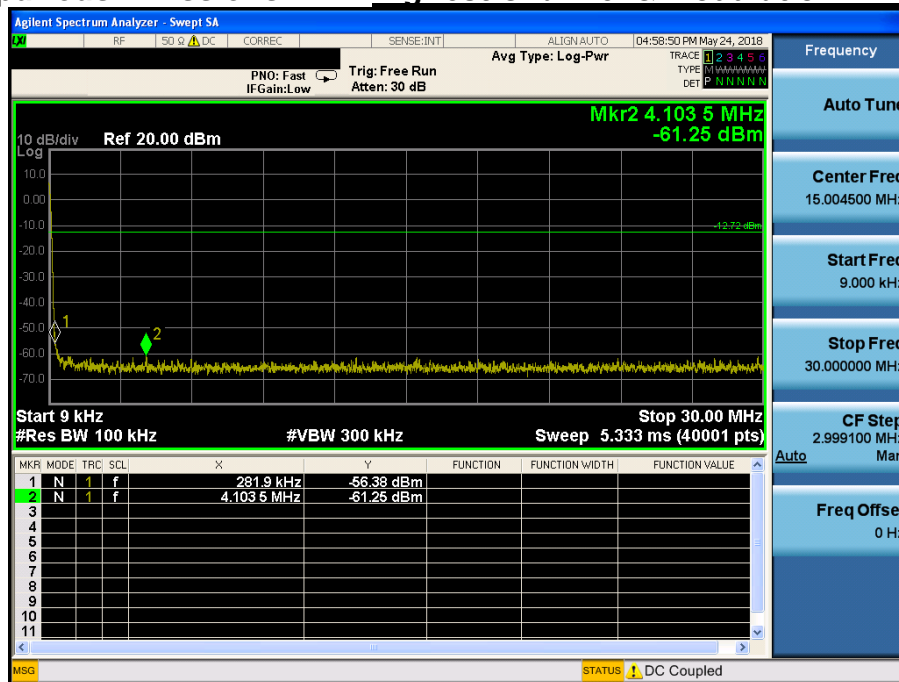 Agilent Spectrum Analyzer - Swept SA
LXI RF 50 Ω DC CORREC SENSE:INT ALIGN AUTO 04:58:50 PM May 24, 2018
Avg Type: Log-Pwr
TRACE 1 2 3 4 5 6
TYPE M WWWWW
DET P N N N N N
PNO: Fast
IFGain:Low
Trig: Free Run
Atten: 30 dB
Mkr2 4.103 5 MHz
-61.25 dBm
10 dB/div
Log
Ref 20.00 dBm
10.0
0.00
-10.0
-20.0
-30.0
-40.0
-50.0
-60.0
-70.0
-12.72 dBm
1
2
Start 9 kHz
Stop 30.00 MHz
#Res BW 100 kHz
#VBW 300 kHz
Sweep 5.333 ms (40001 pts)
MKR MODE TRC SCL X Y FUNCTION FUNCTION WIDTH FUNCTION VALUE
1 N 1 f 281.9 kHz -56.38 dBm
2 N 1 f 4.103 5 MHz -61.25 dBm
3
4
5
6
7
8
9
10
11
MSG
STATUS DC Coupled
Frequency
Auto Tune
Center Freq
15.004500 MHz
Start Freq
9.000 kHz
Stop Freq
30.000000 MHz
CF Step
2.999100 MHz
Auto Man
Freq Offset
0 Hz